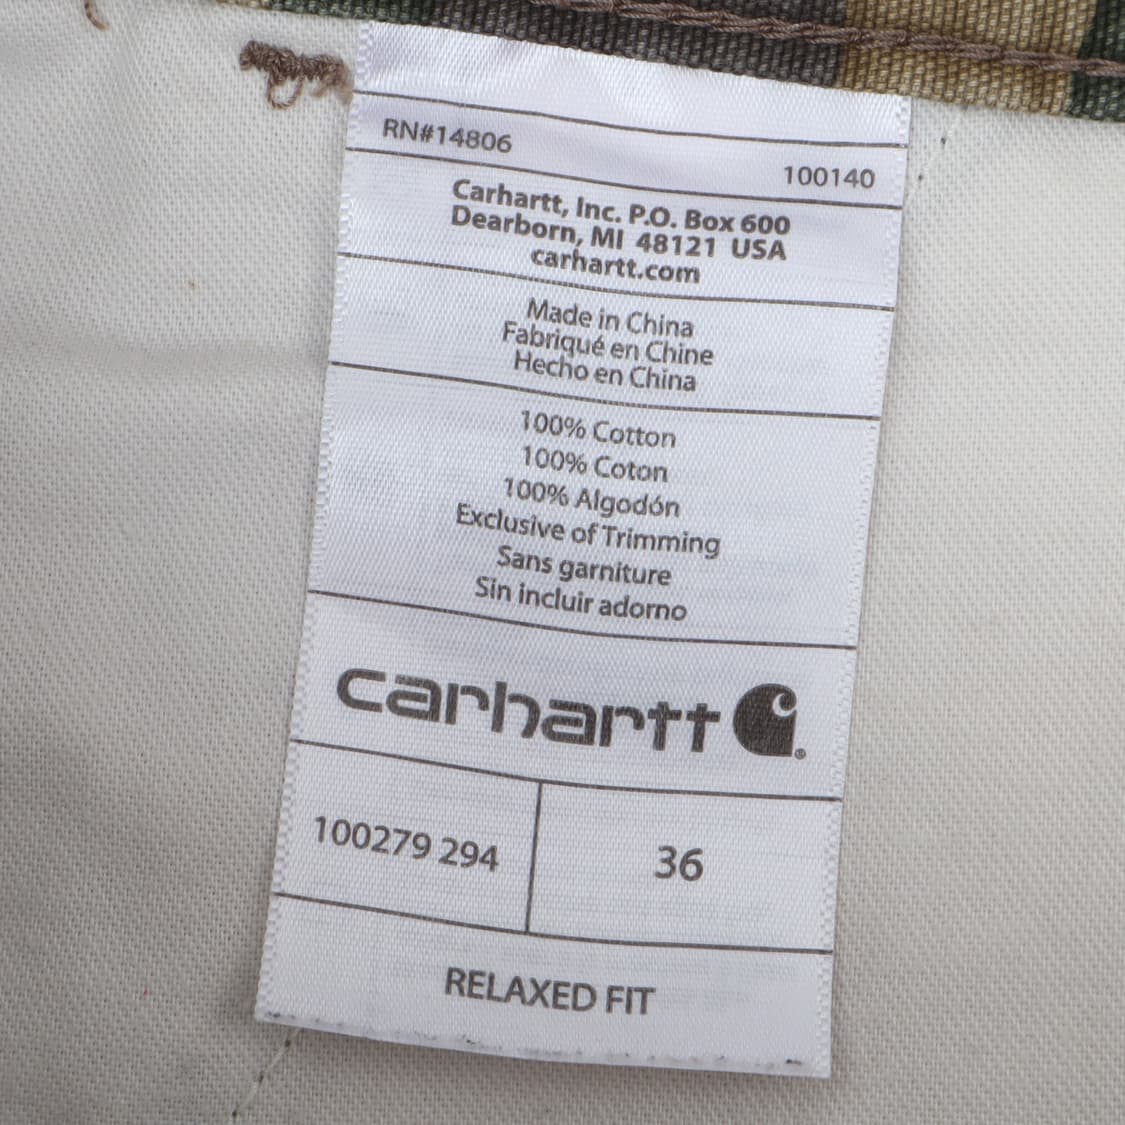 RN#14806
100140
Carhartt, Inc. P.O. Box 600
Dearborn, MI 48121 USA
carhartt.com
Made in China
Fabriqué en Chine
Hecho en China
100% Cotton
100% Coton
100% Algodón
Exclusive of Trimming
Sans garniture
Sin incluir adorno
carhartt ®
100279 294
36
RELAXED FIT